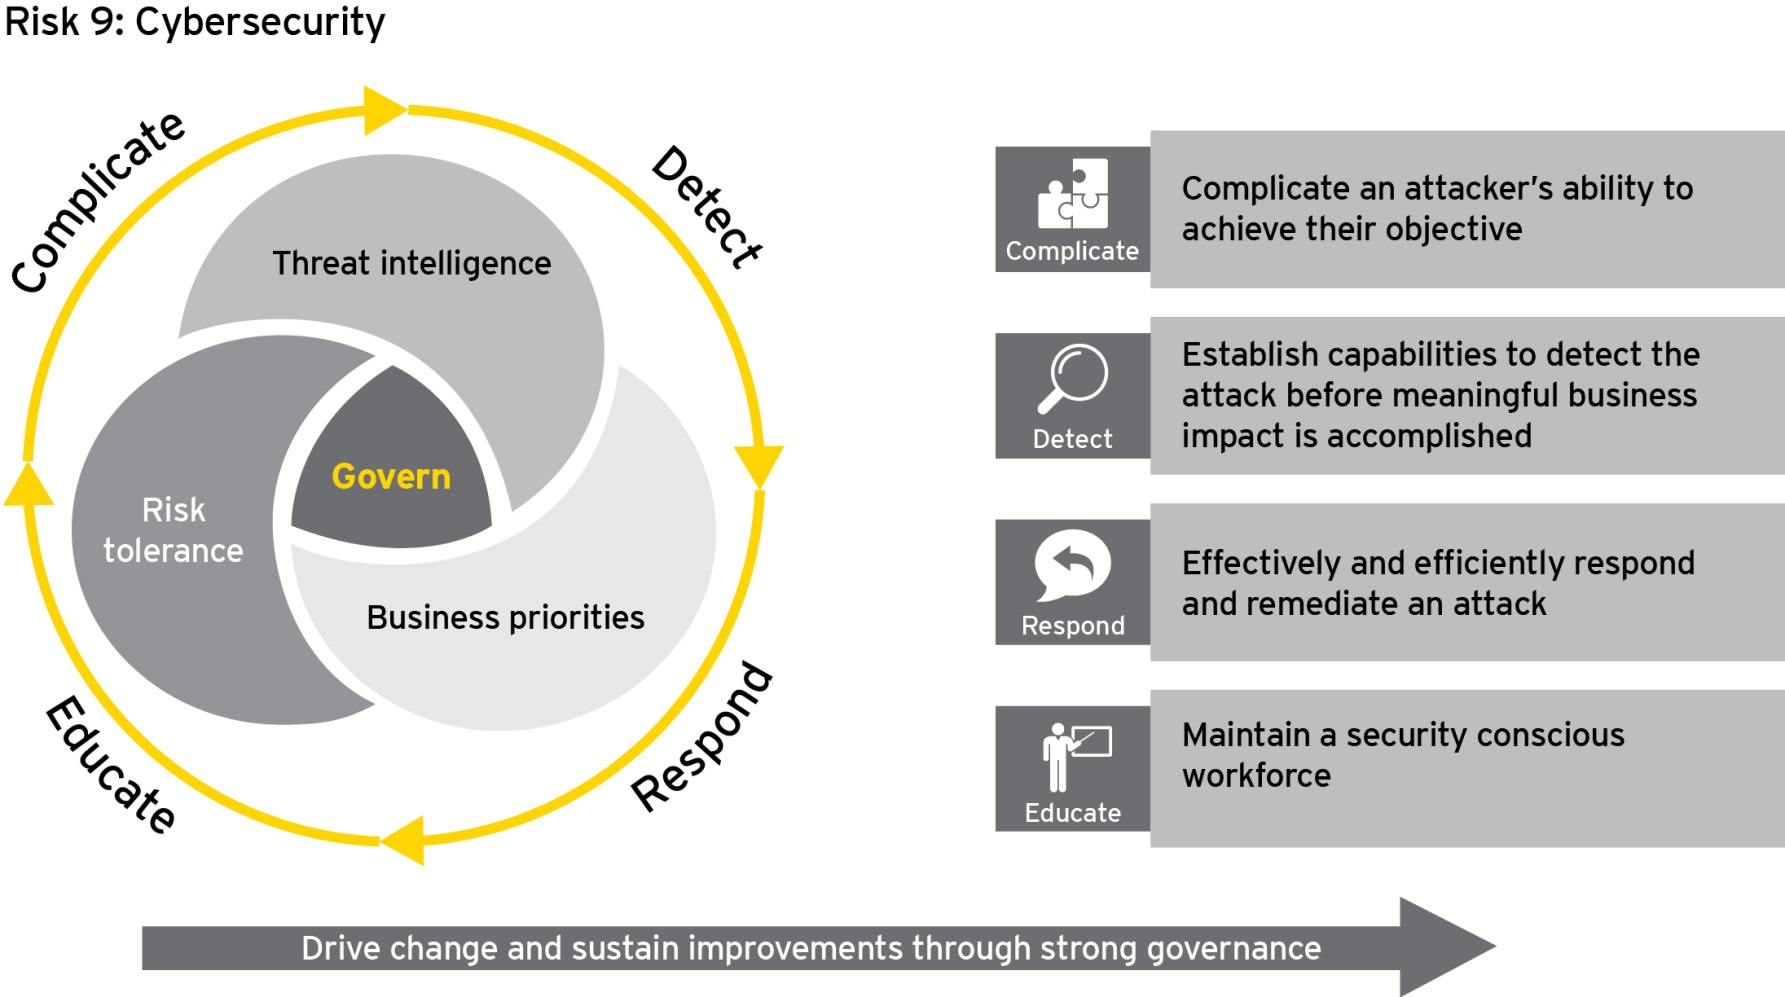 Risk 9: Cybersecurity
Complicate
Detect
Threat intelligence
Govern
Risk
tolerance
Business priorities
Educate
Respond
Complicate
Complicate an attacker’s ability to
achieve their objective
Detect
Establish capabilities to detect the
attack before meaningful business
impact is accomplished
Respond
Effectively and efficiently respond
and remediate an attack
Educate
Maintain a security conscious
workforce
Drive change and sustain improvements through strong governance